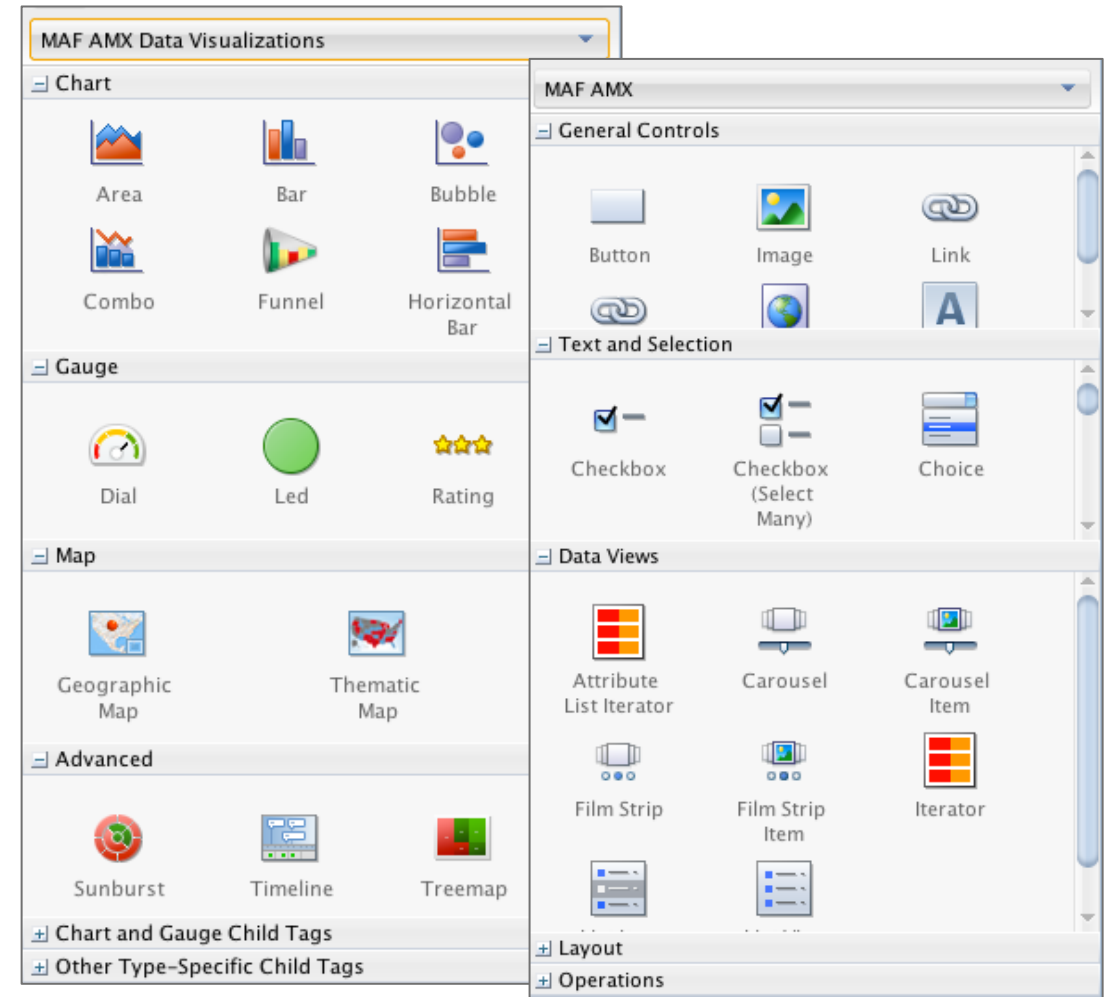 MAF AMX Data Visualizations
Chart
Area
Bar
Bubble
Combo
Funnel
Horizontal
Bar
Gauge
Dial
Led
Rating
Map
Geographic
Map
Thematic
Map
Advanced
Sunburst
Timeline
Treemap
Chart and Gauge Child Tags
Other Type-Specific Child Tags
MAF AMX
General Controls
Button
Image
Link
A
Text and Selection
Checkbox
Checkbox
(Select
Many)
Choice
Data Views
Attribute
List Iterator
Carousel
Carousel
Item
Film Strip
Film Strip
Item
Iterator
Layout
Operations